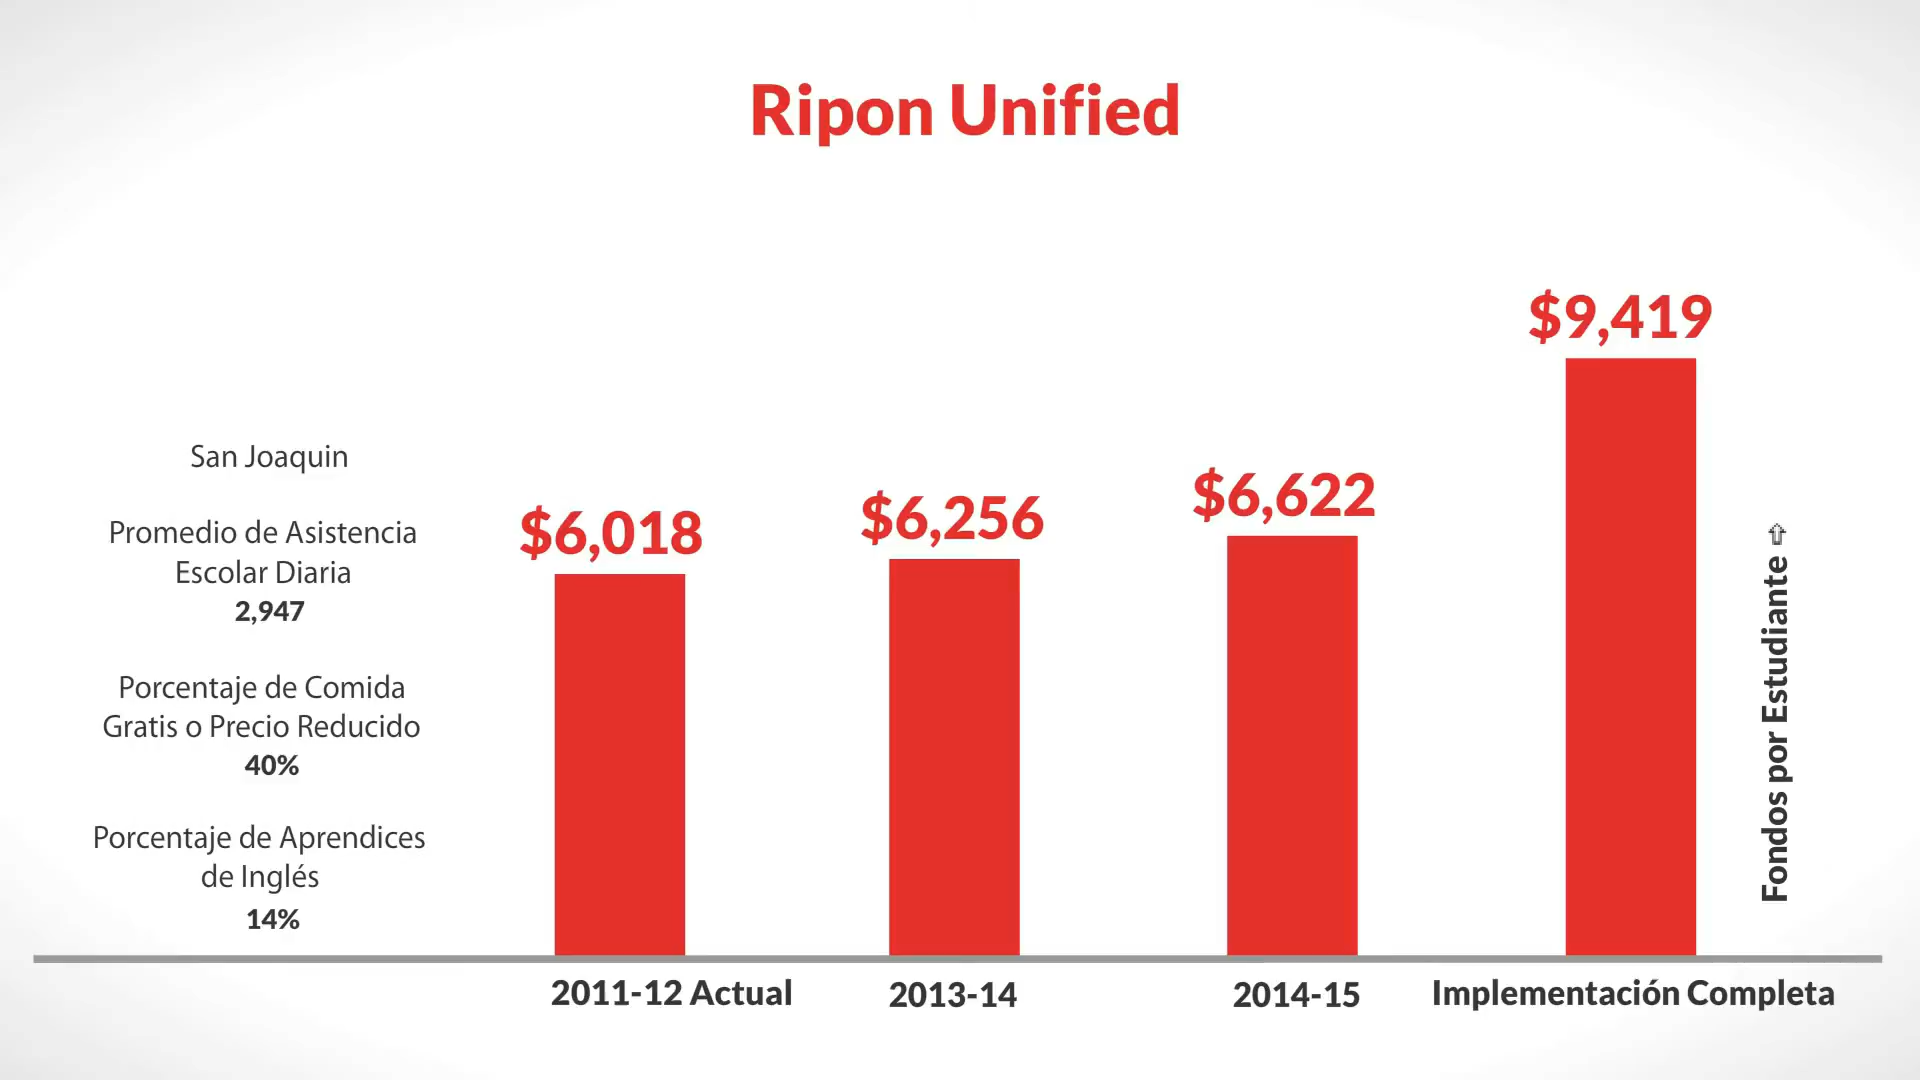 Ripon Unified
San Joaquin
Promedio de Asistencia
Escolar Diaria
2,947
Porcentaje de Comida
Gratis o Precio Reducido
40%
Porcentaje de Aprendices
de Inglés
14%
$6,018
$6,256
$6,622
$9,419
Fondos por Estudiante
2011-12 Actual
2013-14
2014-15
Implementación Completa